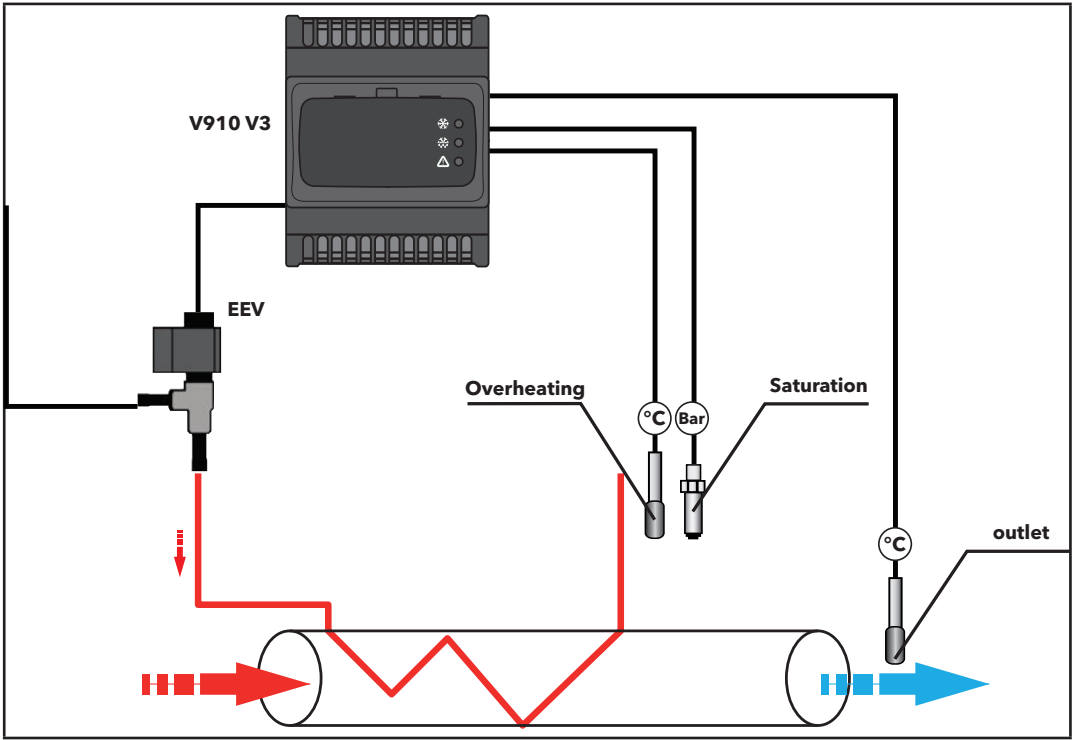 V910 V3
EEV
Overheating
Saturation
°C
Bar
outlet
°C